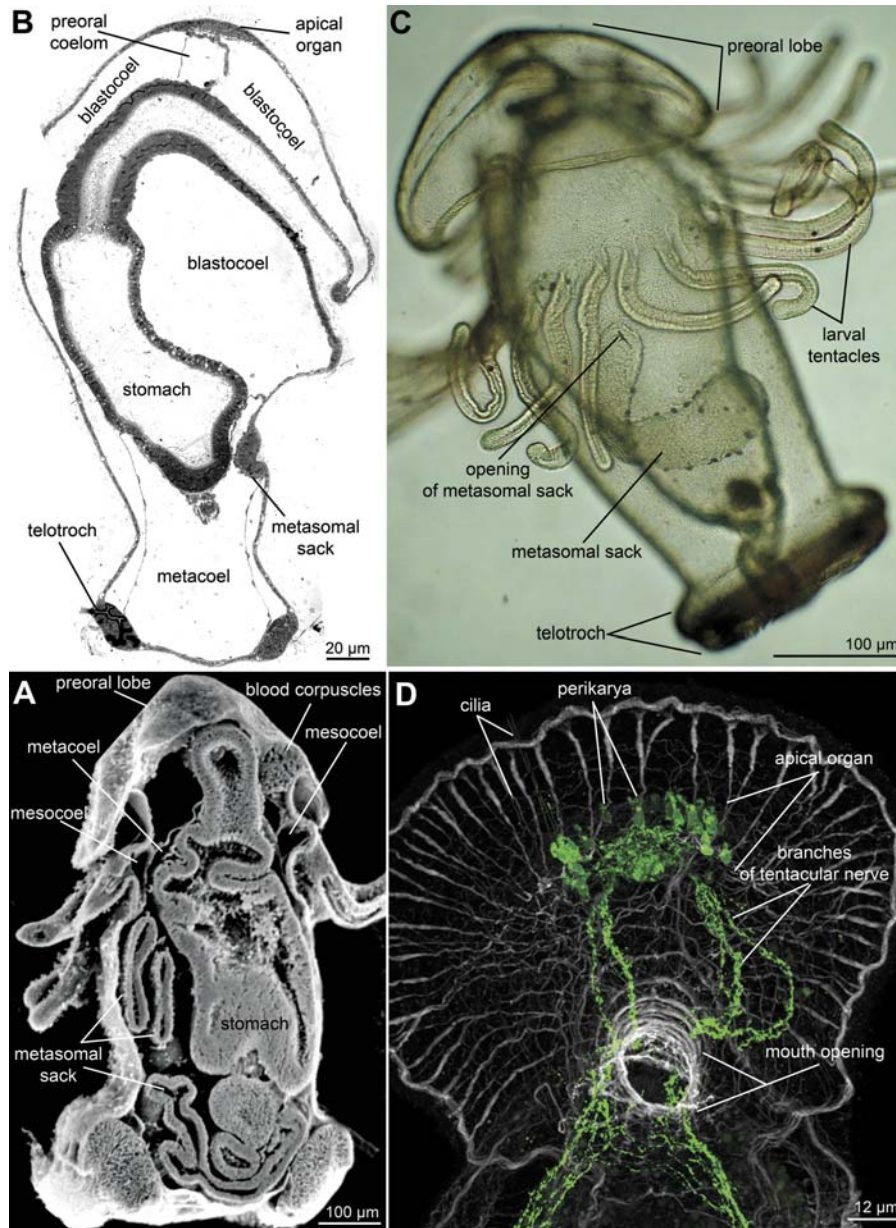 B
preoral
coelom
apical
organ
blastocoel
blastocoel
blastocoel
stomach
metasomal
sack
telotroch
metacoel
20 µm
C
preoral lobe
larval
tentacles
opening
of metasomal sack
metasomal sack
telotroch
100 µm
A
preoral lobe
blood corpuscles
metacoel
mesocoel
mesocoel
stomach
metasomal
sack
100 µm
D
cilia
perikarya
apical organ
branches
of tentacular nerve
mouth opening
12 µm